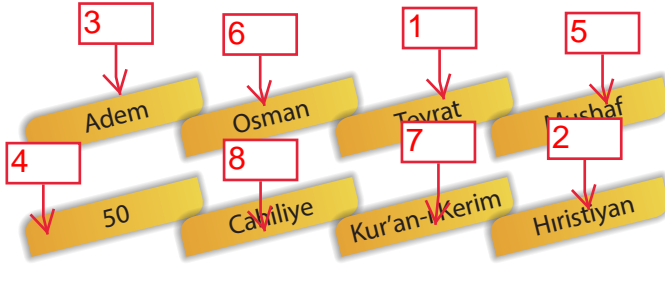 3 6 1 5
Adem Osman Tevrat Mushaf
4 8 7 2
50 Cahiliye Kur'an-ı Kerim Hıristiyan